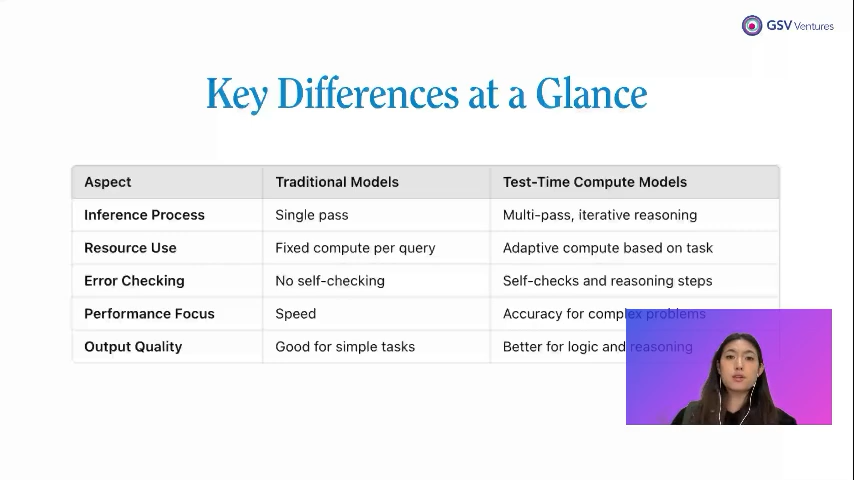 GSV Ventures
Key Differences at a Glance
Aspect Traditional Models Test-Time Compute Models
Inference Process Single pass Multi-pass, iterative reasoning
Resource Use Fixed compute per query Adaptive compute based on task
Error Checking No self-checking Self-checks and reasoning steps
Performance Focus Speed Accuracy for complex problems
Output Quality Good for simple tasks Better for logic and reasoning